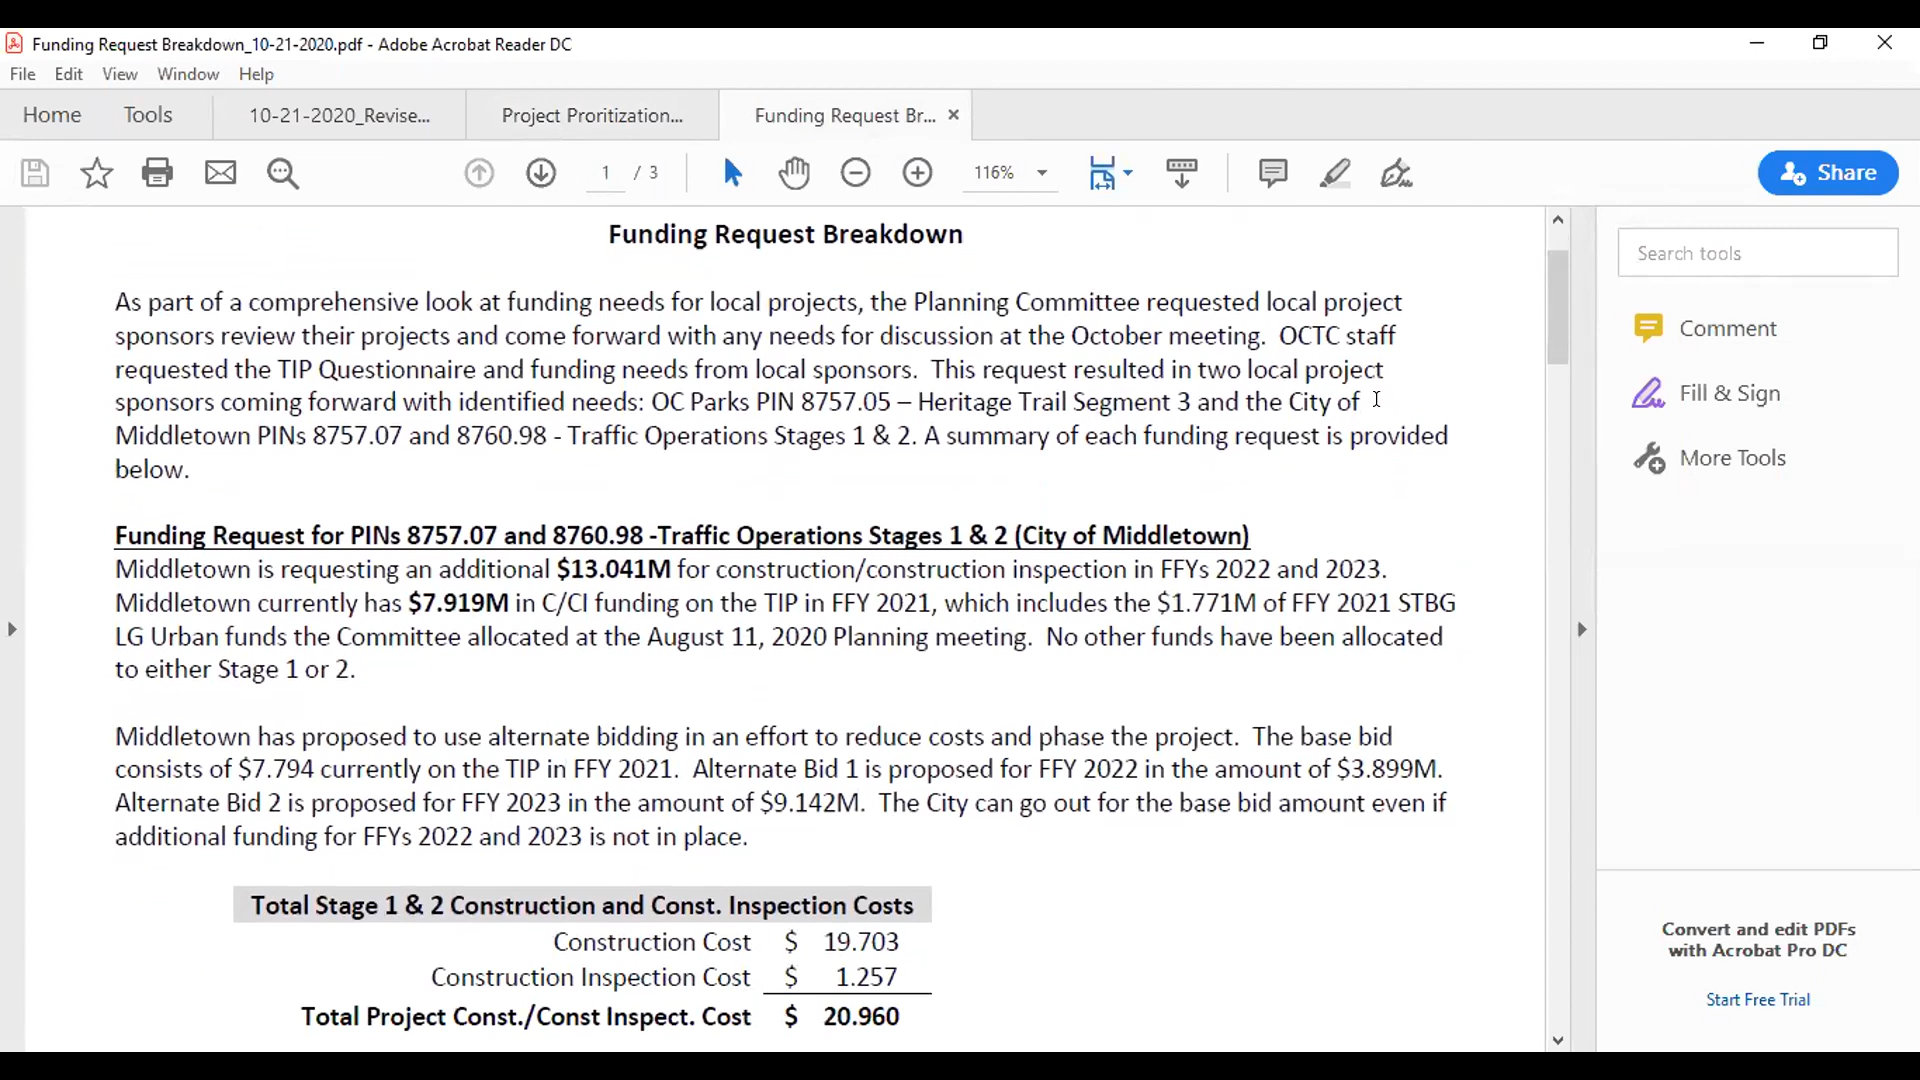 Funding Request Breakdown_10-21-2020.pdf - Adobe Acrobat Reader DC
File Edit View Window Help
Home Tools 10-21-2020_Revise... Project Proritization... Funding Request Br... ×
1 / 3 116% Share
Funding Request Breakdown
As part of a comprehensive look at funding needs for local projects, the Planning Committee requested local project
sponsors review their projects and come forward with any needs for discussion at the October meeting. OCTC staff
requested the TIP Questionnaire and funding needs from local sponsors. This request resulted in two local project
sponsors coming forward with identified needs: OC Parks PIN 8757.05 – Heritage Trail Segment 3 and the City of
Middletown PINs 8757.07 and 8760.98 - Traffic Operations Stages 1 & 2. A summary of each funding request is provided
below.
Funding Request for PINs 8757.07 and 8760.98 -Traffic Operations Stages 1 & 2 (City of Middletown)
Middletown is requesting an additional $13.041M for construction/construction inspection in FFYs 2022 and 2023.
Middletown currently has $7.919M in C/CI funding on the TIP in FFY 2021, which includes the $1.771M of FFY 2021 STBG
LG Urban funds the Committee allocated at the August 11, 2020 Planning meeting. No other funds have been allocated
to either Stage 1 or 2.
Middletown has proposed to use alternate bidding in an effort to reduce costs and phase the project. The base bid
consists of $7.794 currently on the TIP in FFY 2021. Alternate Bid 1 is proposed for FFY 2022 in the amount of $3.899M.
Alternate Bid 2 is proposed for FFY 2023 in the amount of $9.142M. The City can go out for the base bid amount even if
additional funding for FFYs 2022 and 2023 is not in place.
Total Stage 1 & 2 Construction and Const. Inspection Costs
Construction Cost $ 19.703
Construction Inspection Cost $ 1.257
Total Project Const./Const Inspect. Cost $ 20.960
Search tools
Comment
Fill & Sign
More Tools
Convert and edit PDFs
with Acrobat Pro DC
Start Free Trial